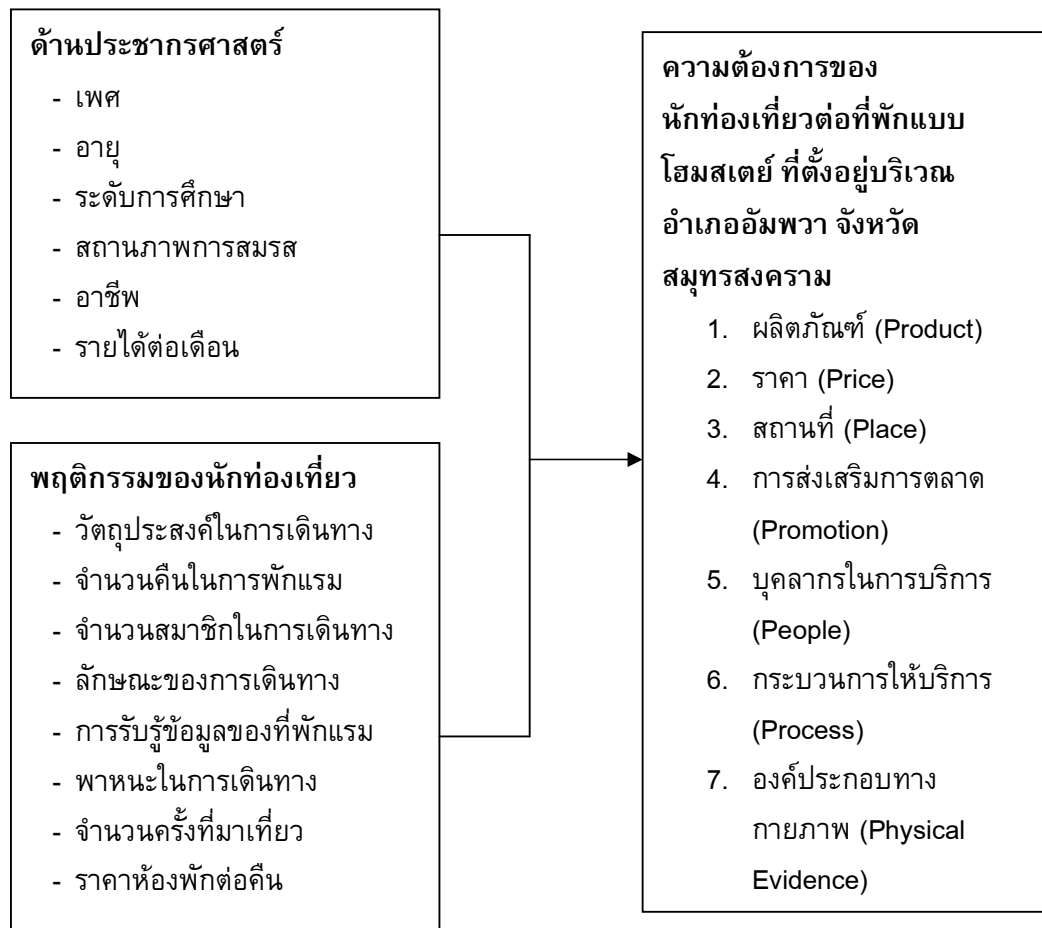 ด้านประชากรศาสตร์
- เพศ
- อายุ
- ระดับการศึกษา
- สถานภาพการสมรส
- อาชีพ
- รายได้ต่อเดือน
พฤติกรรมของนักท่องเที่ยว
- วัตถุประสงค์ในการเดินทาง
- จำนวนคืนในการพักแรม
- จำนวนสมาชิกในการเดินทาง
- ลักษณะของการเดินทาง
- การรับรู้ข้อมูลของที่พักแรม
- พาหนะในการเดินทาง
- จำนวนครั้งที่มาเที่ยว
- ราคาห้องพักต่อคืน
ความต้องการของ
นักท่องเที่ยวต่อที่พักแบบ
โฮมสเตย์ ที่ตั้งอยู่บริเวณ
อำเภออัมพวา จังหวัด
สมุทรสงคราม
1. ผลิตภัณฑ์ (Product)
2. ราคา (Price)
3. สถานที่ (Place)
4. การส่งเสริมการตลาด
(Promotion)
5. บุคลากรในการบริการ
(People)
6. กระบวนการให้บริการ
(Process)
7. องค์ประกอบทาง
กายภาพ (Physical
Evidence)